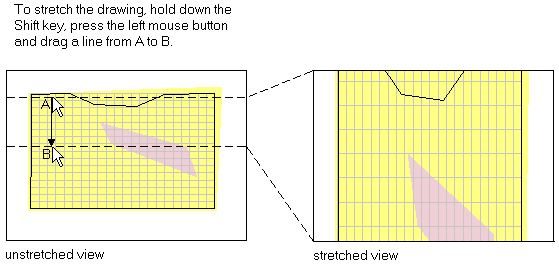 To stretch the drawing, hold down the
Shift key, press the left mouse button
and drag a line from A to B.
A
B
unstretched view
stretched view